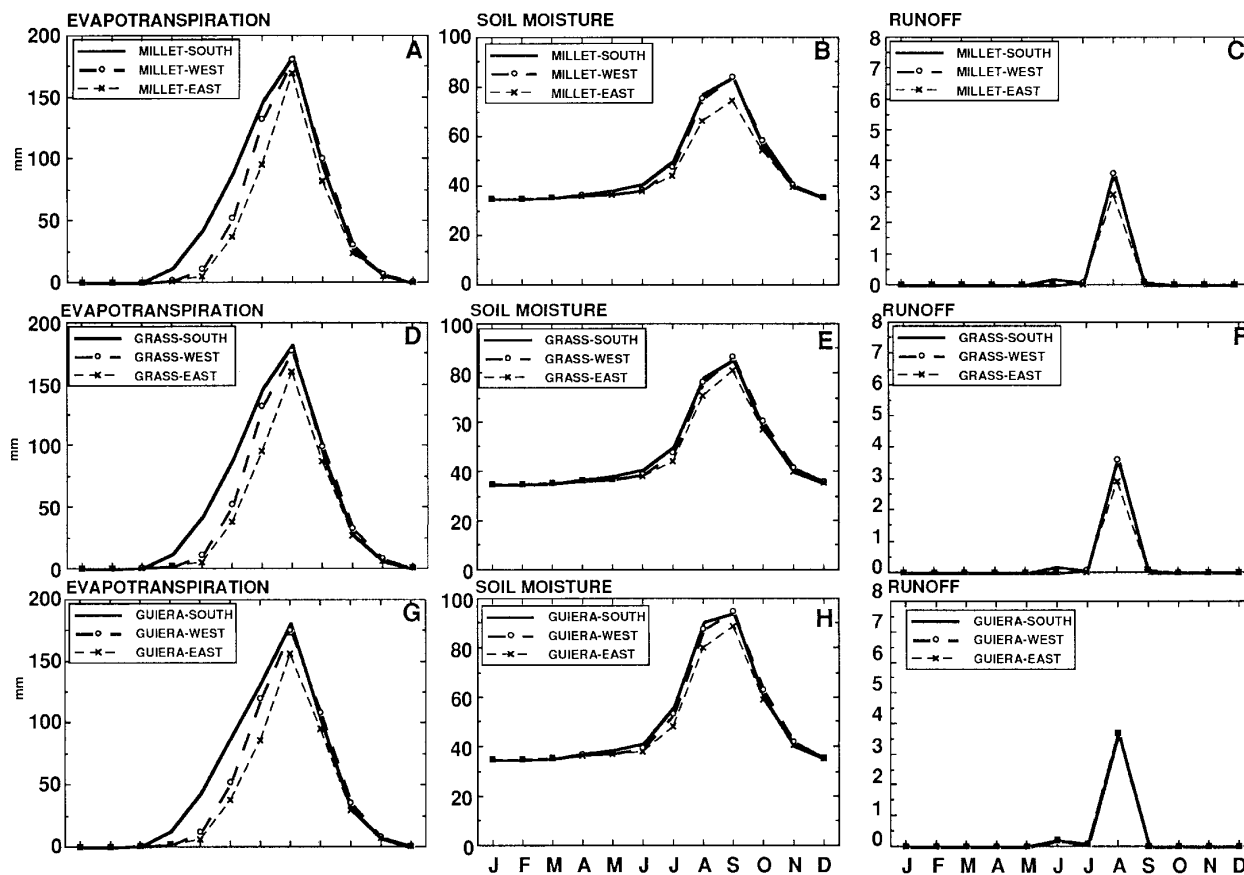 EVAPOTRANSPIRATION
200
175
150
125
100
75
50
25
0
mm
A
MILLET-SOUTH
MILLET-WEST
MILLET-EAST
SOIL MOISTURE
100
80
60
40
20
0
B
MILLET-SOUTH
MILLET-WEST
MILLET-EAST
RUNOFF
8
7
6
5
4
3
2
1
0
C
MILLET-SOUTH
MILLET-WEST
MILLET-EAST
EVAPOTRANSPIRATION
200
150
100
50
0
mm
D
GRASS-SOUTH
GRASS-WEST
GRASS-EAST
SOIL MOISTURE
100
80
60
40
20
0
E
GRASS-SOUTH
GRASS-WEST
GRASS-EAST
RUNOFF
8
7
6
5
4
3
2
1
0
F
GRASS-SOUTH
GRASS-WEST
GRASS-EAST
EVAPOTRANSPIRATION
200
150
100
50
0
mm
G
GUIERA-SOUTH
GUIERA-WEST
GUIERA-EAST
SOIL MOISTURE
100
80
60
40
20
0
H
GUIERA-SOUTH
GUIERA-WEST
GUIERA-EAST
J F M A M J J A S O N D
RUNOFF
8
7
6
5
4
3
2
1
0
GUIERA-SOUTH
GUIERA-WEST
GUIERA-EAST
J F M A M J J A S O N D